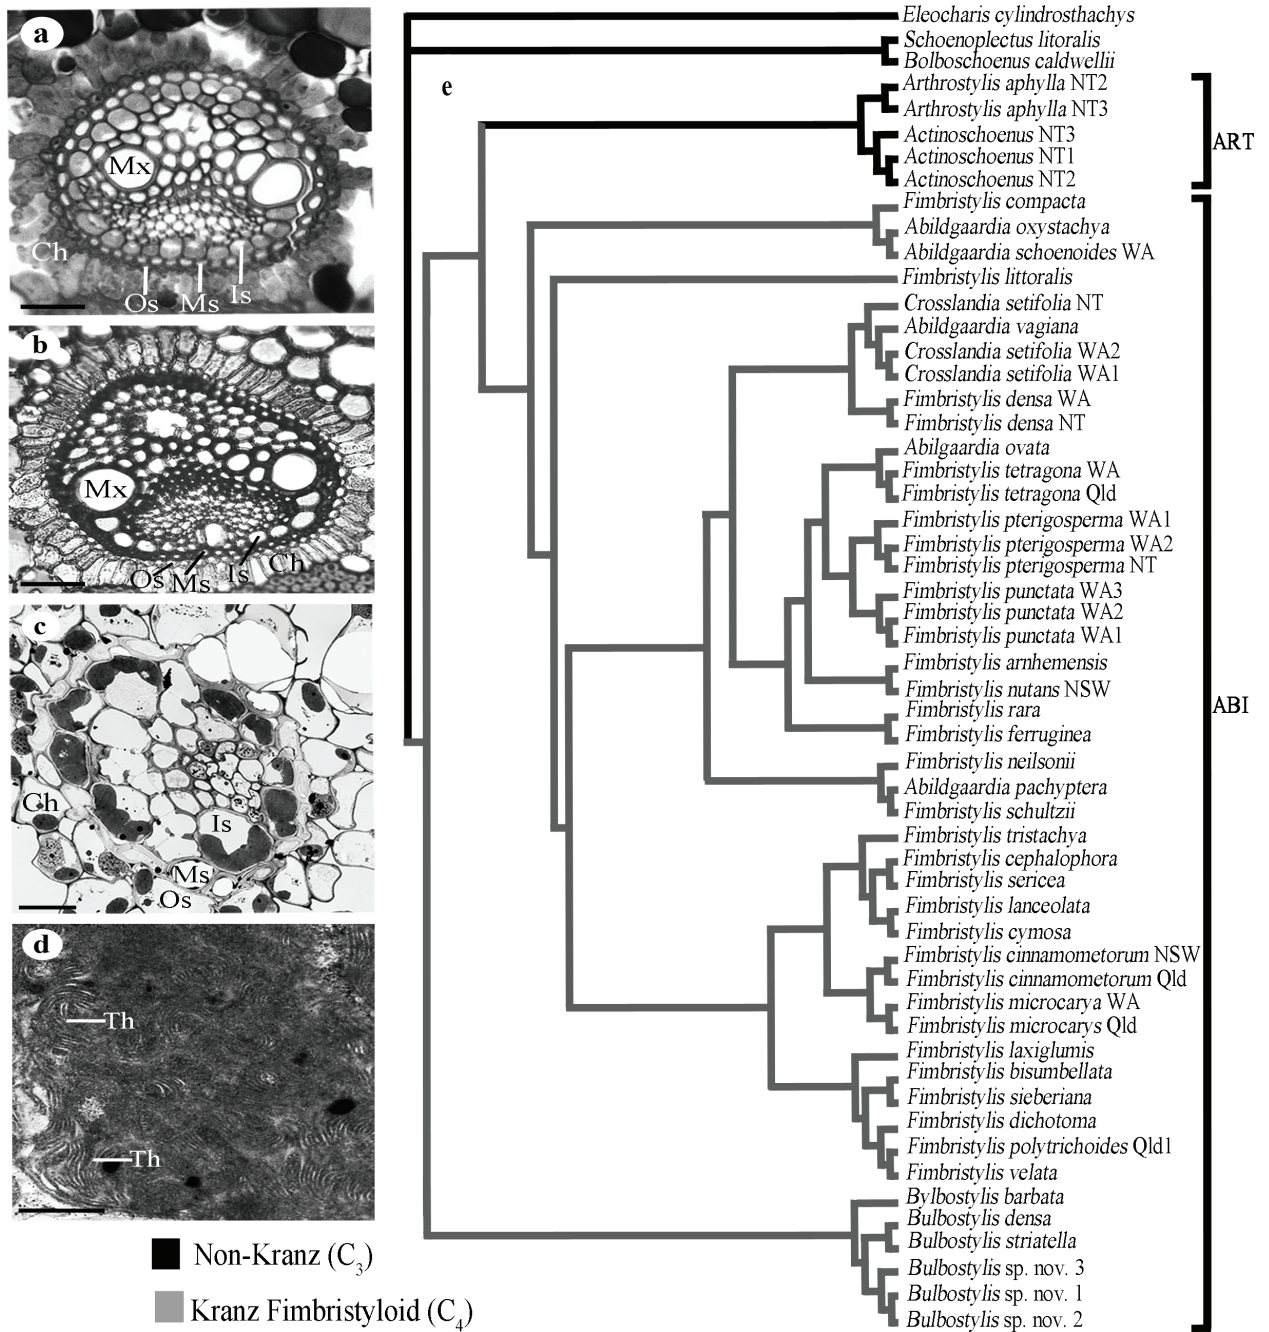 a
Mx
Ch
Os
Ms
Is
b
Mx
Os
Ms
Is
Ch
c
Ch
Is
Ms
Os
d
Th
Th
Non-Kranz (C3)
Kranz Fimbristyloid (C4)
e
Eleocharis cylindrosthachys
Schoenoplectus litoralis
Bolboschoenus caldwellii
Arthrostylis aphylla NT2
Arthrostylis aphylla NT3
Actinoschoenus NT3
Actinoschoenus NT1
Actinoschoenus NT2
ART
Fimbristylis compacta
Abildgaardia oxystachya
Abildgaardia schoenoides WA
Fimbristylis littoralis
Crosslandia setifolia NT
Abildgaardia vagiana
Crosslandia setifolia WA2
Crosslandia setifolia WA1
Fimbristylis densa WA
Fimbristylis densa NT
Abilgaardia ovata
Fimbristylis tetragona WA
Fimbristylis tetragona Qld
Fimbristylis pterigosperma WA1
Fimbristylis pterigosperma WA2
Fimbristylis pterigosperma NT
Fimbristylis punctata WA3
Fimbristylis punctata WA2
Fimbristylis punctata WA1
Fimbristylis arnhemensis
Fimbristylis nutans NSW
Fimbristylis rara
ABI
Fimbristylis ferruginea
Fimbristylis neilsonii
Abildgaardia pachyptera
Fimbristylis schultzii
Fimbristylis tristachya
Fimbristylis cephalophora
Fimbristylis sericea
Fimbristylis lanceolata
Fimbristylis cymosa
Fimbristylis cinnamometorum NSW
Fimbristylis cinnamometorum Qld
Fimbristylis microcarya WA
Fimbristylis microcarys Qld
Fimbristylis laxiglumis
Fimbristylis bisumbellata
Fimbristylis sieberiana
Fimbristylis dichotoma
Fimbristylis polytrichoides Qld1
Fimbristylis velata
Bylbostylis barbata
Bulbostylis densa
Bulbostylis striatella
Bulbostylis sp. nov. 3
Bulbostylis sp. nov. 1
Bulbostylis sp. nov. 2